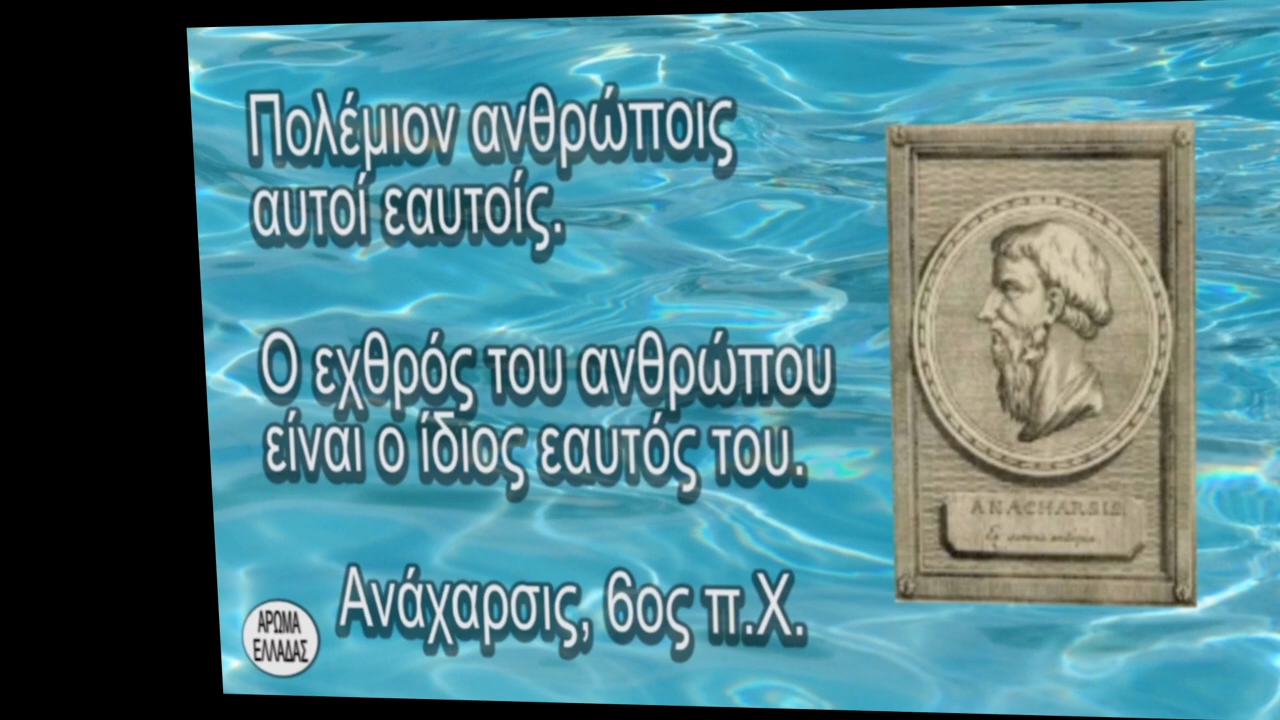 Πολέμιον ανθρώποις
αυτοί εαυτοίς.
Ο εχθρός του ανθρώπου
είναι ο ίδιος εαυτός του.
Ανάχαρσις, 6ος π.Χ.
ΑΡΩΜΑ
ΕΛΛΑΔΑΣ
ANACHARSIS